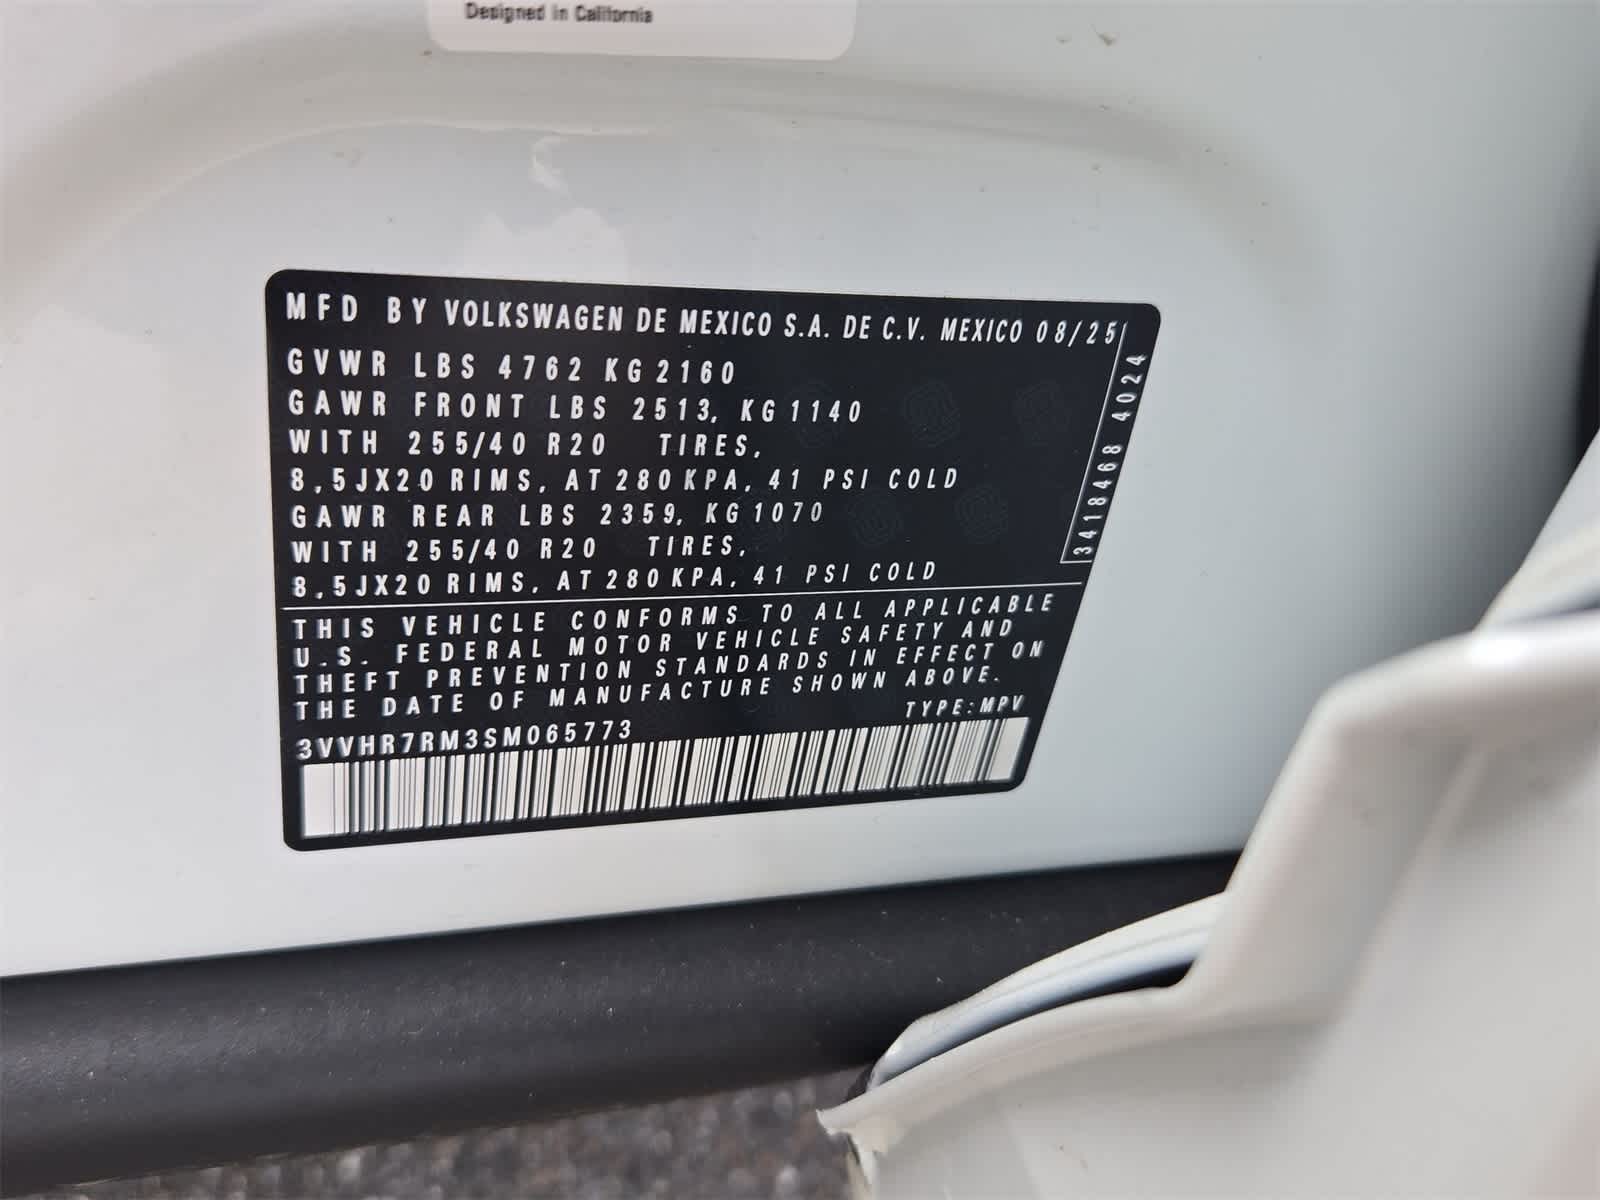 Designed in California
MFD BY VOLKSWAGEN DE MEXICO S.A. DE C.V. MEXICO 08/25
GVWR LBS 4762 KG 2160
GAWR FRONT LBS 2513, KG 1140
WITH 255/40 R20 TIRES,
8,5JX20 RIMS, AT 280 KPA, 41 PSI COLD
GAWR REAR LBS 2359, KG 1070
WITH 255/40 R20 TIRES,
8,5JX20 RIMS, AT 280 KPA, 41 PSI COLD
3418468 4024
THIS VEHICLE CONFORMS TO ALL APPLICABLE
U.S. FEDERAL MOTOR VEHICLE SAFETY AND
THEFT PREVENTION STANDARDS IN EFFECT ON
THE DATE OF MANUFACTURE SHOWN ABOVE.
TYPE: MPV
3VVHR7RM3SM065773